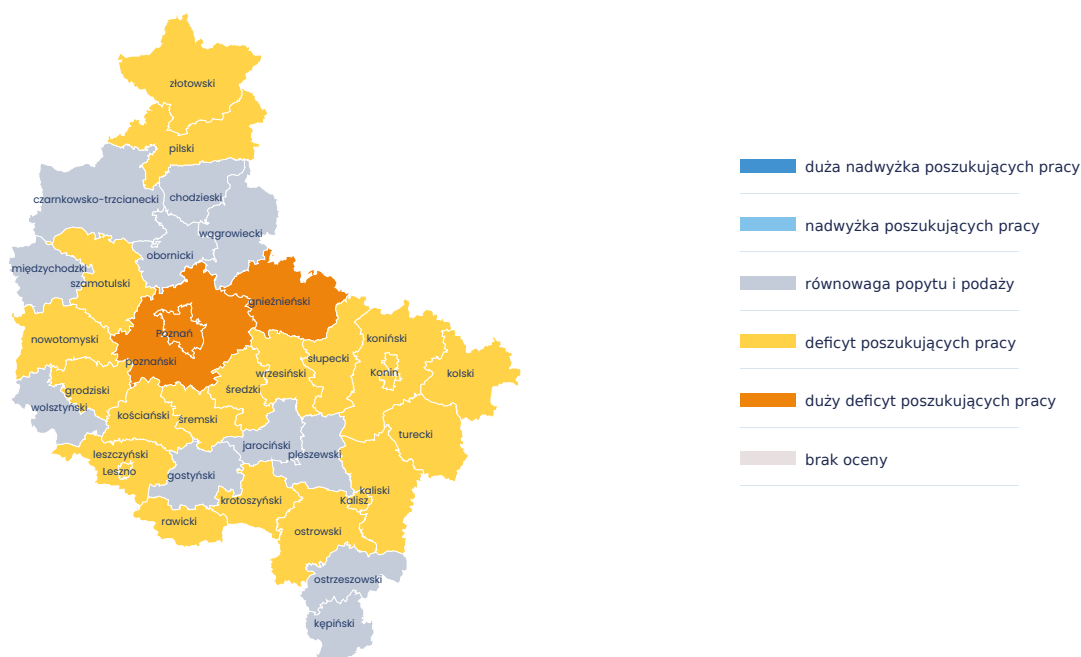 złotowski
pilski
czarnkowsko-trzcianecki
chodzieski
wągrowiecki
obornicki
międzychodzki
szamotulski
gnieźnieński
nowotomyski
Poznań
poznański
koniński
słupecki
Konin
kolski
wrzesiński
średzki
grodziski
wolsztyński
kościański
śremski
turecki
jarociński
pleszewski
leszczyński
Leszno
gostyński
kaliski
Kalisz
krotoszyński
rawicki
ostrowski
ostrzeszowski
kępiński
duża nadwyżka poszukujących pracy
nadwyżka poszukujących pracy
równowaga popytu i podaży
deficyt poszukujących pracy
duży deficyt poszukujących pracy
brak oceny